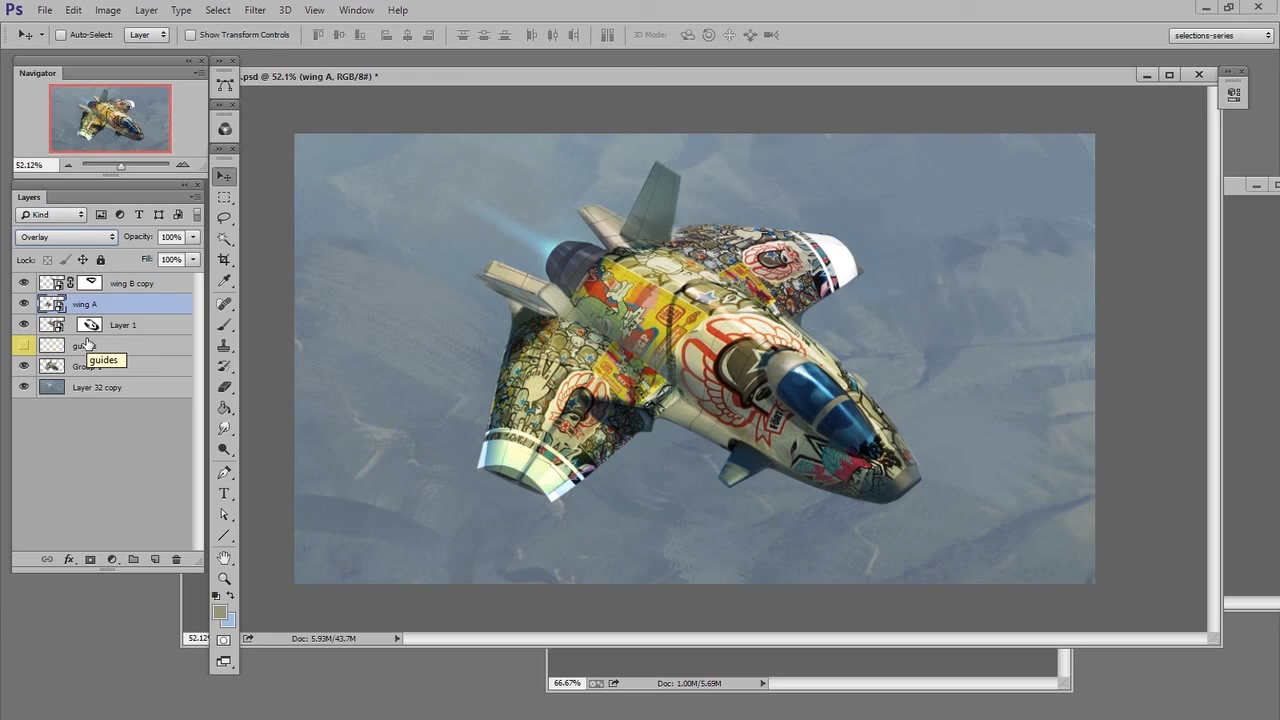 Ps File Edit Image Layer Type Select Filter 3D View Window Help
Auto-Select: Layer Show Transform Controls 3D Mode: selections-series
Navigator
.psd @ 52.1% (wing A, RGB/8#) *
52.12%
Layers
Kind
Overlay Opacity: 100%
Lock: Fill: 100%
wing B copy
wing A
Layer 1
guides
Layer 32 copy
52.12%
Doc: 5.93M/43.7M
66.67%
Doc: 1.00M/5.69M